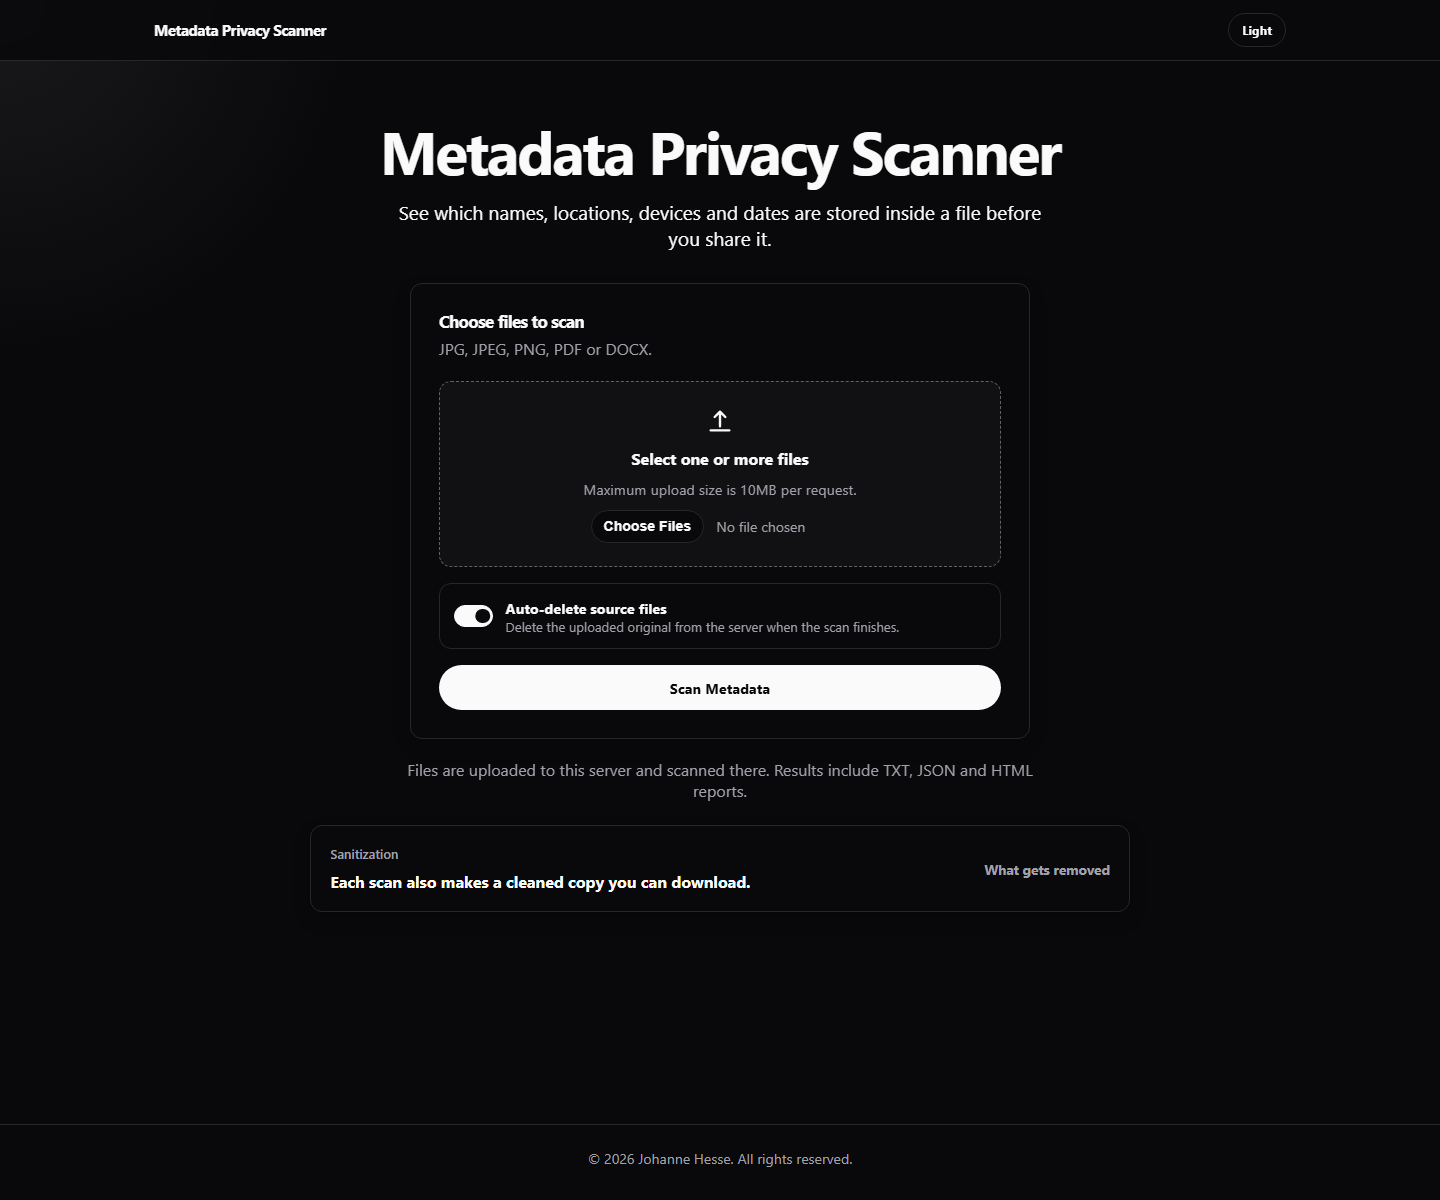 Metadata Privacy Scanner
Light
Metadata Privacy Scanner
See which names, locations, devices and dates are stored inside a file before
you share it.
Choose files to scan
JPG, JPEG, PNG, PDF or DOCX.
Select one or more files
Maximum upload size is 10MB per request.
Choose Files No file chosen
Auto-delete source files
Delete the uploaded original from the server when the scan finishes.
Scan Metadata
Files are uploaded to this server and scanned there. Results include TXT, JSON and HTML
reports.
Sanitization
Each scan also makes a cleaned copy you can download.
What gets removed
© 2026 Johanne Hesse. All rights reserved.